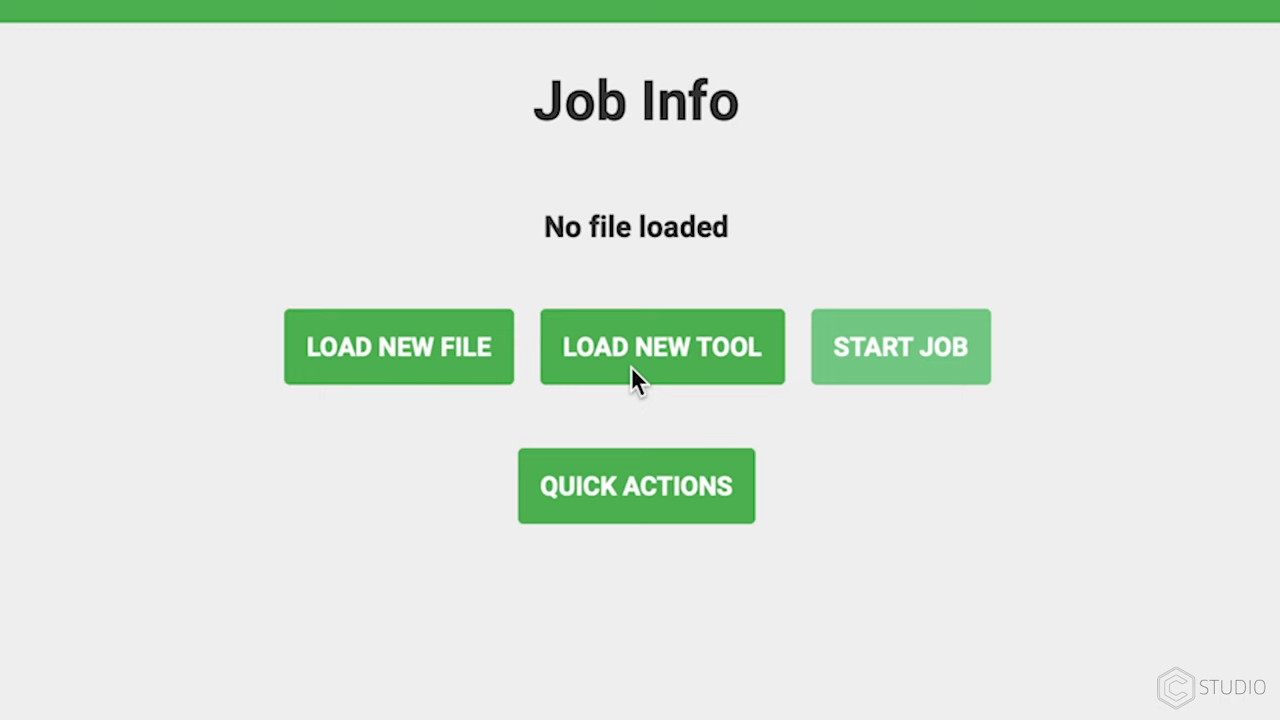 Job Info
No file loaded
LOAD NEW FILE
LOAD NEW TOOL
START JOB
QUICK ACTIONS
C STUDIO